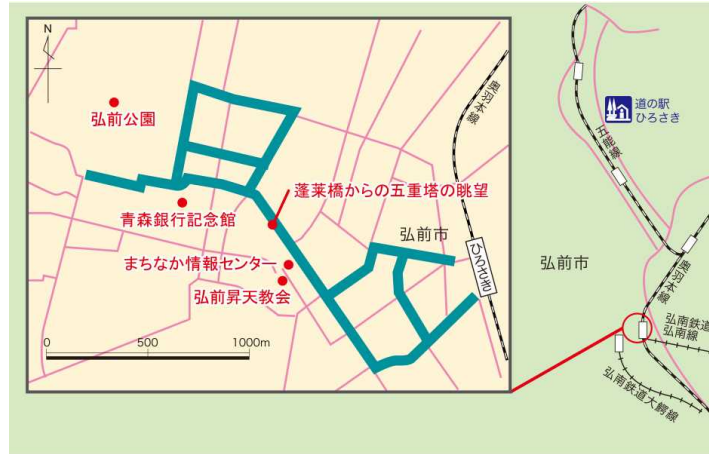 N
弘前公園
青森銀行記念館
蓬莱橋からの五重塔の眺望
まちなか情報センター
弘前昇天教会
弘前市
奥羽本線
ひろさき
0
500
1000m
道の駅
ひろさき
五能線
弘前市
奥羽本線
弘南鉄道
弘南線
弘南鉄道大鰐線